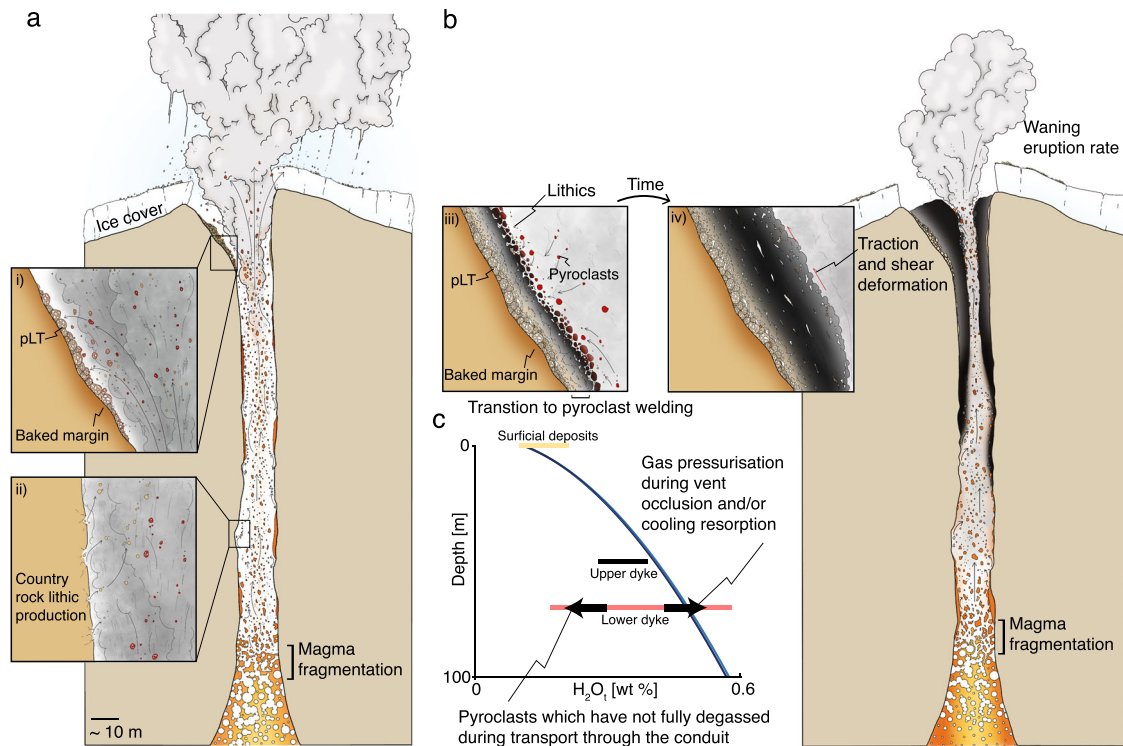 a
Ice cover
i)
pLT
Baked margin
ii)
Country
rock lithic
production
Magma
fragmentation
~ 10 m
b
Waning
eruption rate
Lithics
Time
iii)
pLT
Pyroclasts
Baked margin
iv)
Traction
and shear
deformation
Transtion to pyroclast welding
Magma
fragmentation
c
Surficial deposits
0
Depth [m]
100
Gas pressurisation
during vent
occlusion and/or
cooling resorption
Upper dyke
Lower dyke
0
H₂Oₜ [wt %]
0.6
Pyroclasts which have not fully degassed
during transport through the conduit